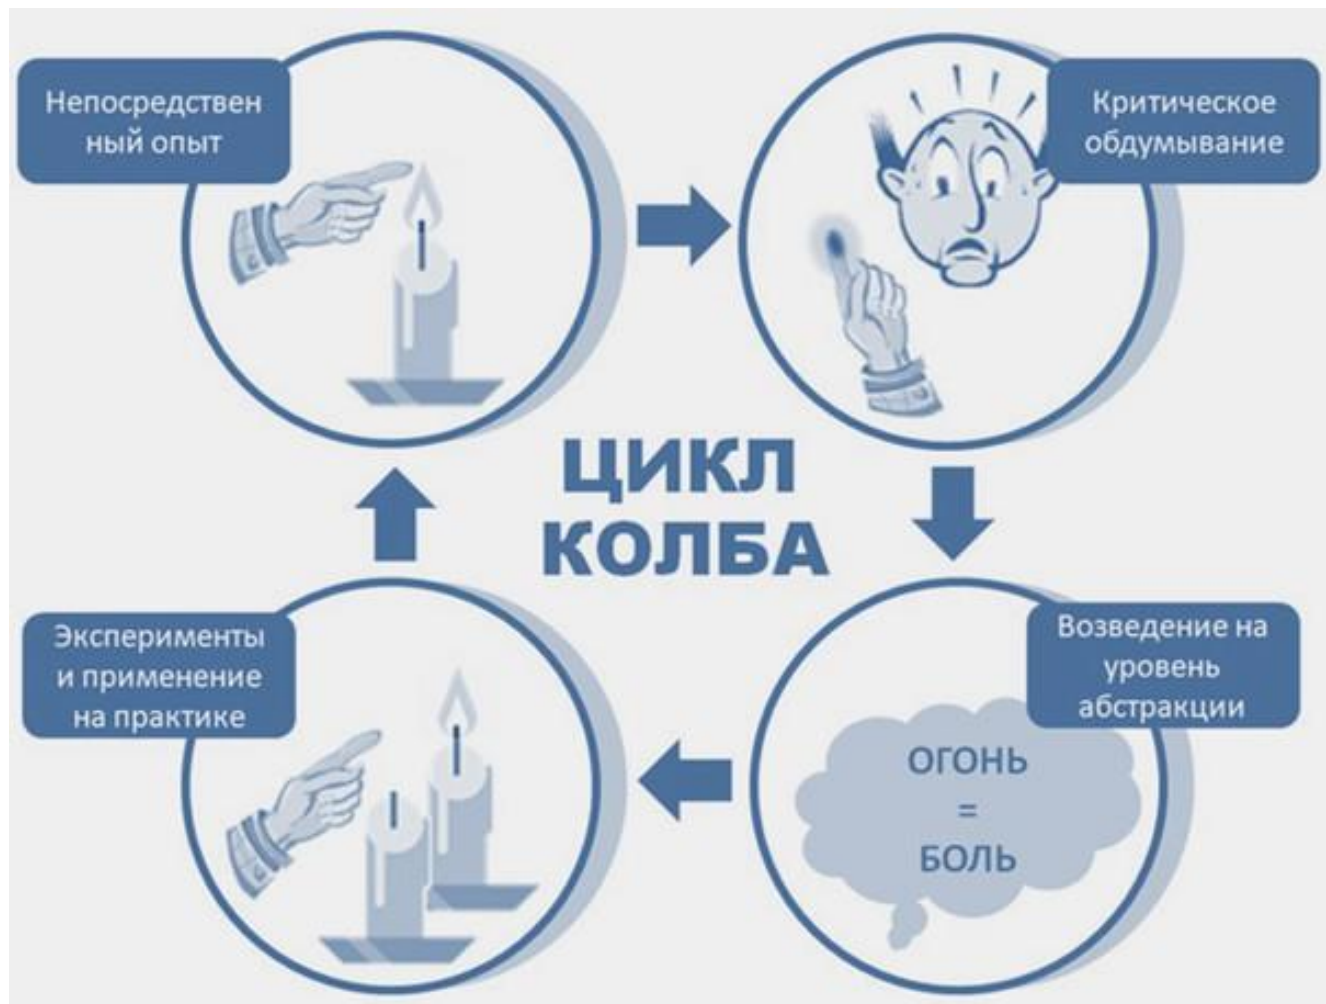 Непосредствен
ный опыт
Критическое
обдумывание
ЦИКЛ
КОЛБА
Эксперименты
и применение
на практике
Возведение на
уровень
абстракции
ОГОНЬ
=
БОЛЬ